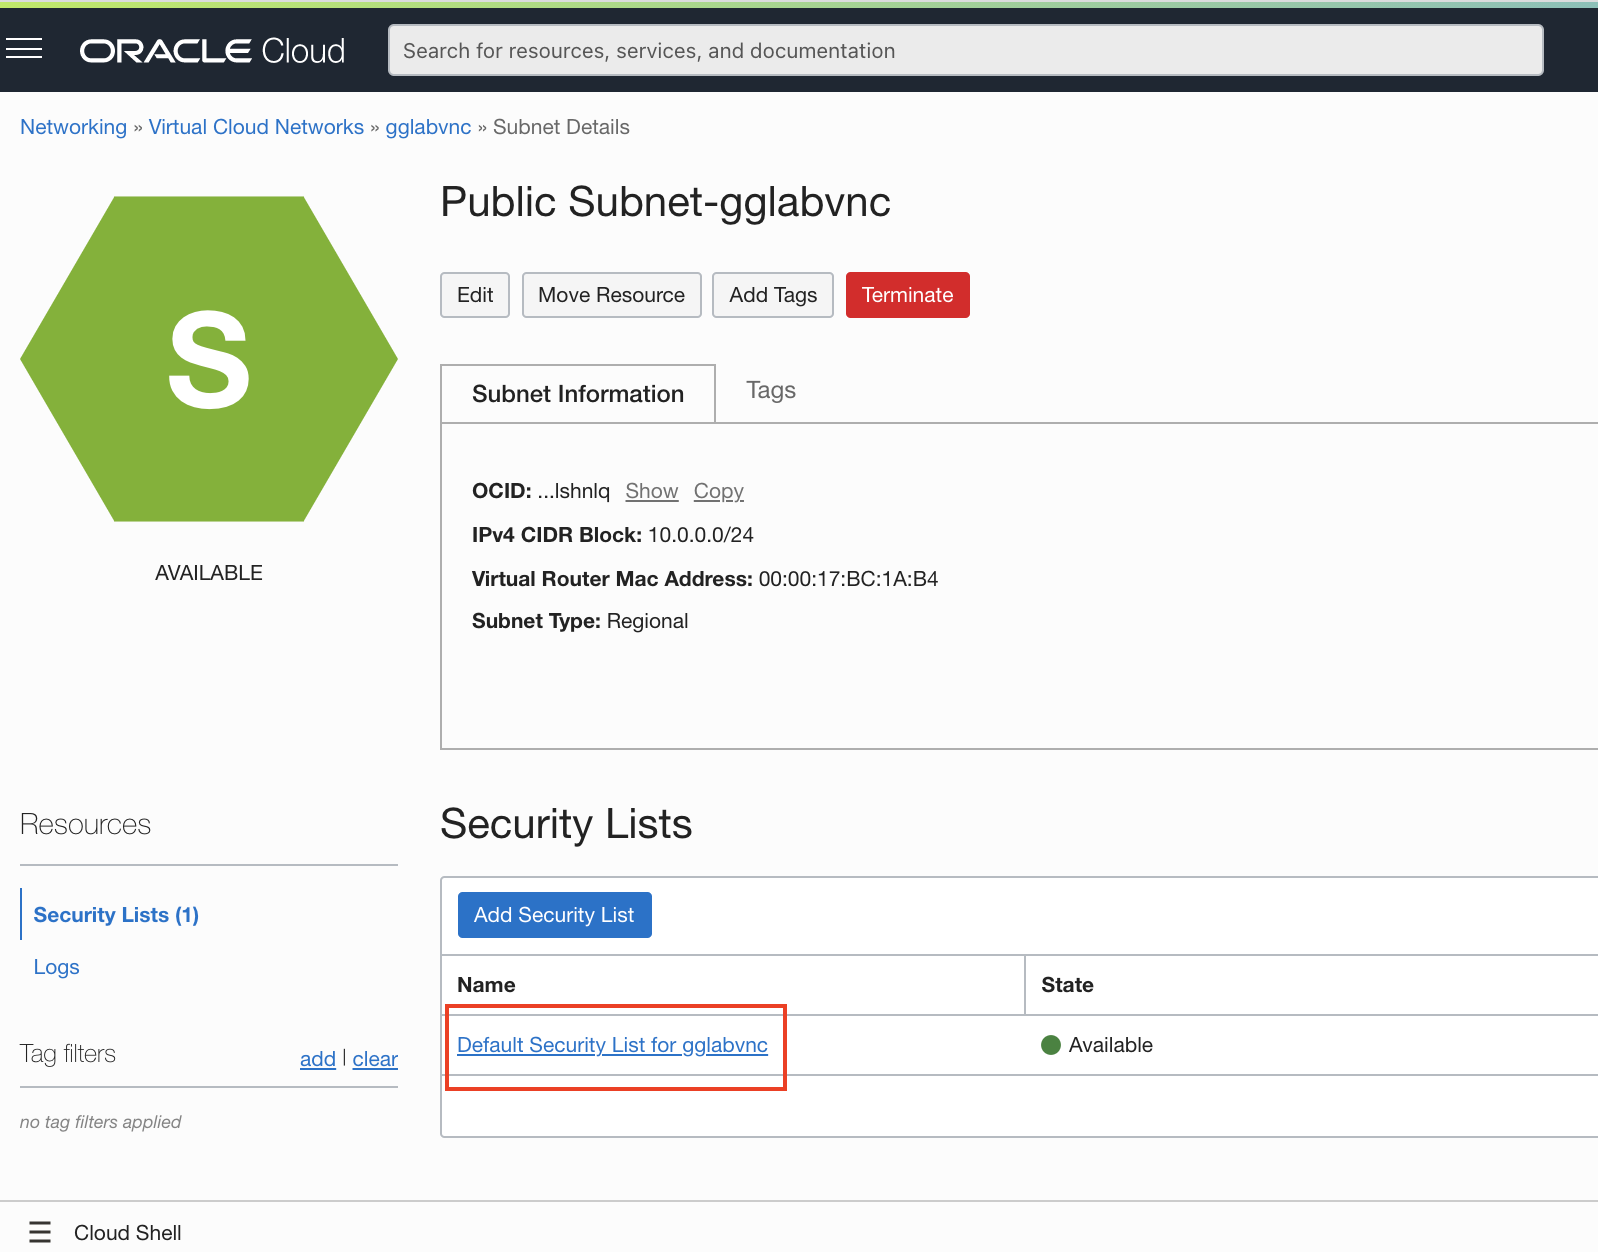 ORACLE Cloud
Search for resources, services, and documentation
Networking » Virtual Cloud Networks » gglabvnc » Subnet Details
S
AVAILABLE
Public Subnet-gglabvnc
Edit
Move Resource
Add Tags
Terminate
Subnet Information
Tags
OCID: ...lshnlq Show Copy
IPv4 CIDR Block: 10.0.0.0/24
Virtual Router Mac Address: 00:00:17:BC:1A:B4
Subnet Type: Regional
Resources
Security Lists (1)
Logs
Tag filters
add | clear
no tag filters applied
Security Lists
Add Security List
Name
State
Default Security List for gglabvnc
Available
Cloud Shell